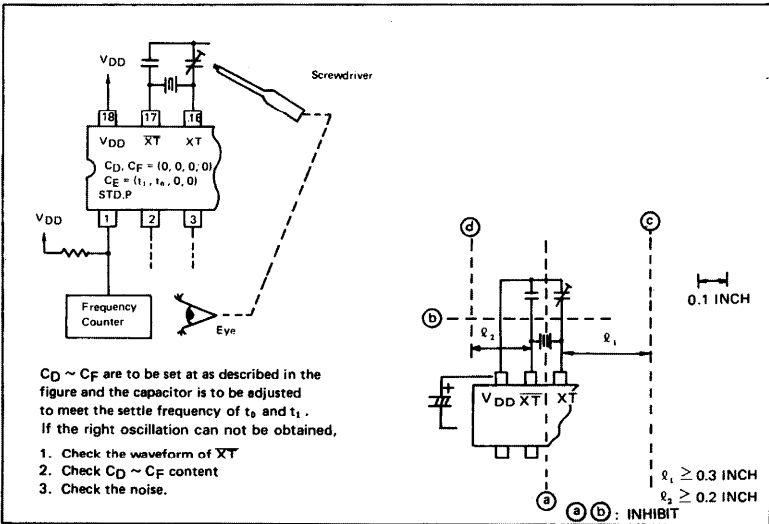 VDD
Screwdriver
18 17 16
VDD X̅T̅ XT
CD, CF = (0, 0, 0, 0)
CE = (t₁, t₀, 0, 0)
STD.P
1 2 3
VDD
Frequency
Counter
Eye
CD ~ CF are to be set at as described in the
figure and the capacitor is to be adjusted
to meet the settle frequency of t₀ and t₁.
If the right oscillation can not be obtained,
1. Check the waveform of X̅T̅
2. Check CD ~ CF content
3. Check the noise.
d
c
0.1 INCH
b
ℓ₂
ℓ₁
+
VDD X̅T̅ XT
ℓ₁ ≥ 0.3 INCH
ℓ₂ ≥ 0.2 INCH
a
a b : INHIBIT